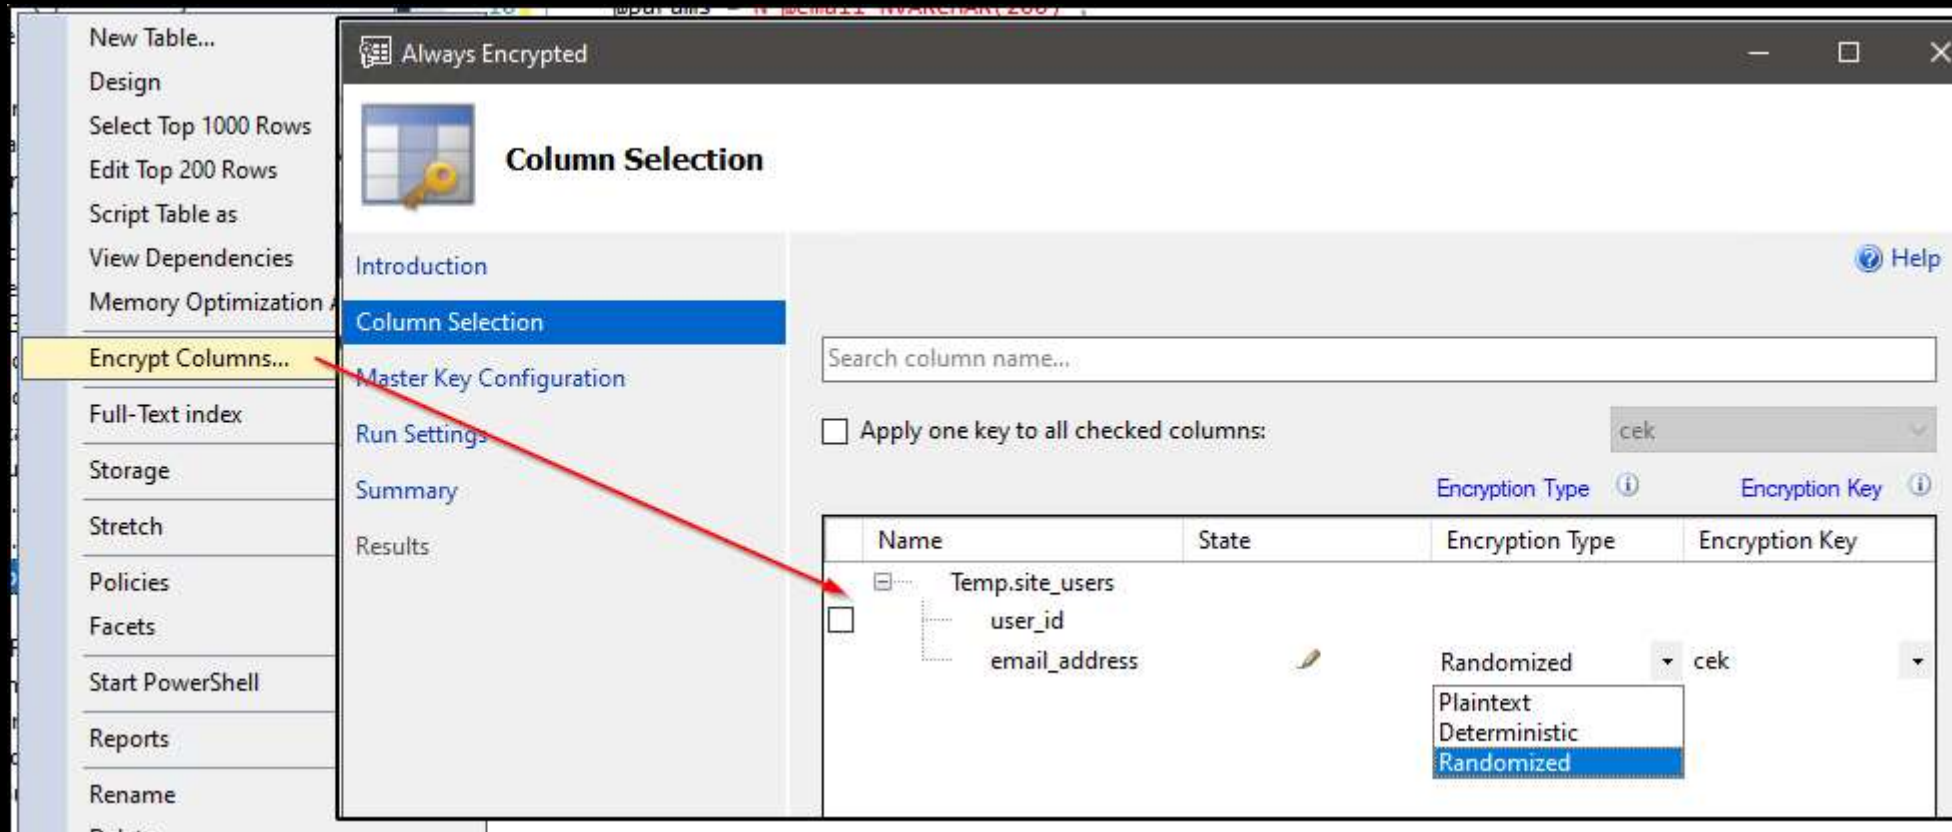 @params = N'@email NVARCHAR(200)',
New Table...
Design
Select Top 1000 Rows
Edit Top 200 Rows
Script Table as
View Dependencies
Memory Optimization
Encrypt Columns...
Full-Text index
Storage
Stretch
Policies
Facets
Start PowerShell
Reports
Rename
Always Encrypted
Column Selection
Introduction
Column Selection
Master Key Configuration
Run Settings
Summary
Results
Help
Search column name...
Apply one key to all checked columns: cek
Encryption Type Encryption Key
Name State Encryption Type Encryption Key
Temp.site_users
user_id
email_address Randomized cek
Plaintext
Deterministic
Randomized